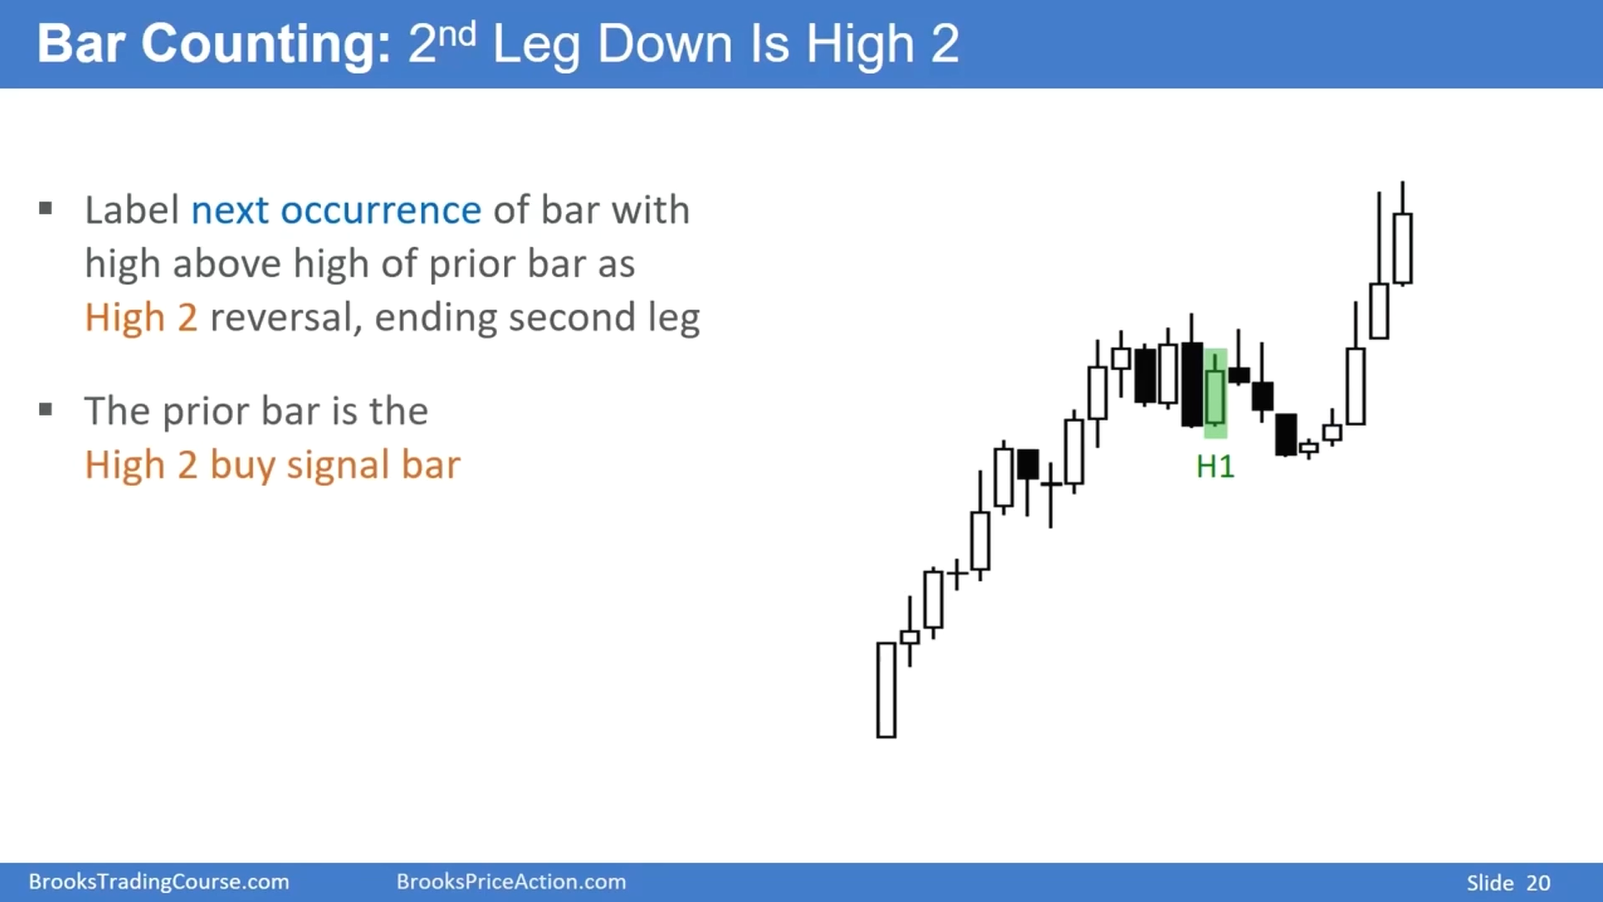 Bar Counting: 2nd Leg Down Is High 2
▪ Label next occurrence of bar with
high above high of prior bar as
High 2 reversal, ending second leg
▪ The prior bar is the
High 2 buy signal bar
H1
BrooksTradingCourse.com
BrooksPriceAction.com
Slide 20